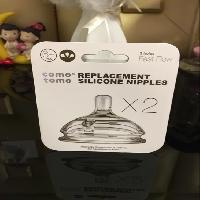 Fast Flow
como
tomo
REPLACEMENT
SILICONE NIPPLES
X2